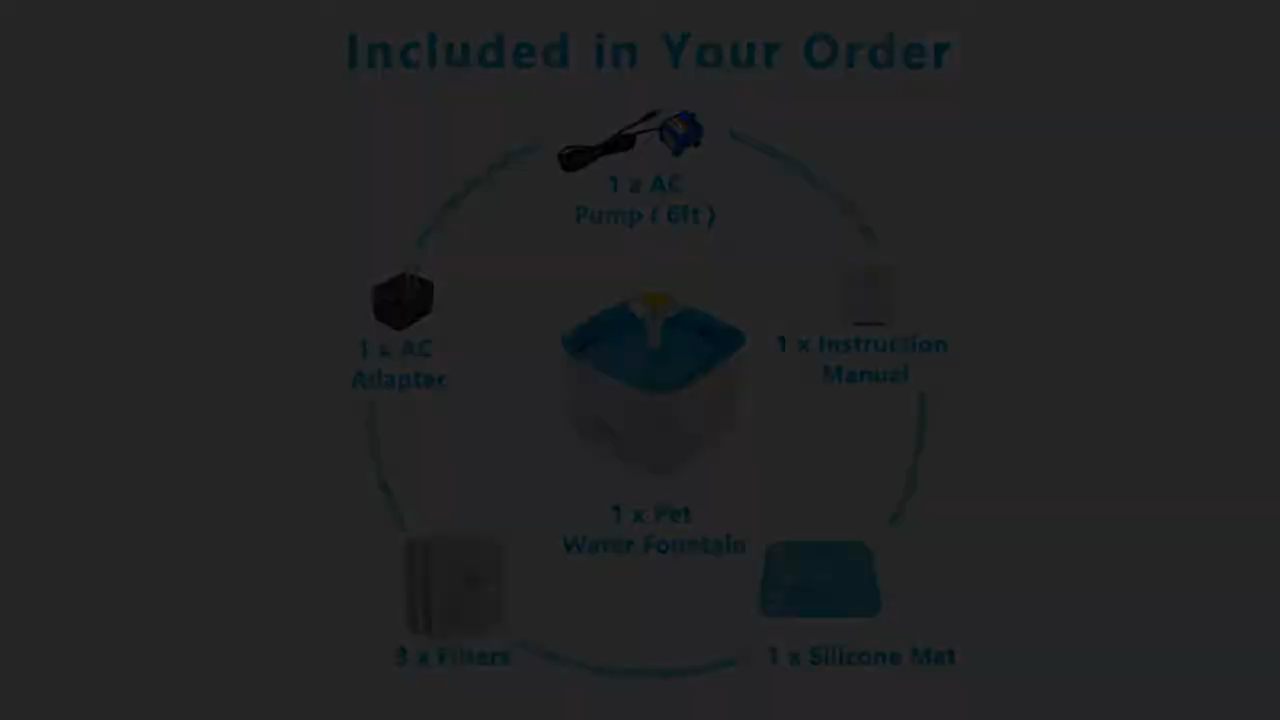 Included in Your Order
1 x AC
Pump ( 6ft )
1 x AC
Adapter
1 x Instruction
Manual
1 x Pet
Water Fountain
3 x Filters
1 x Silicone Mat